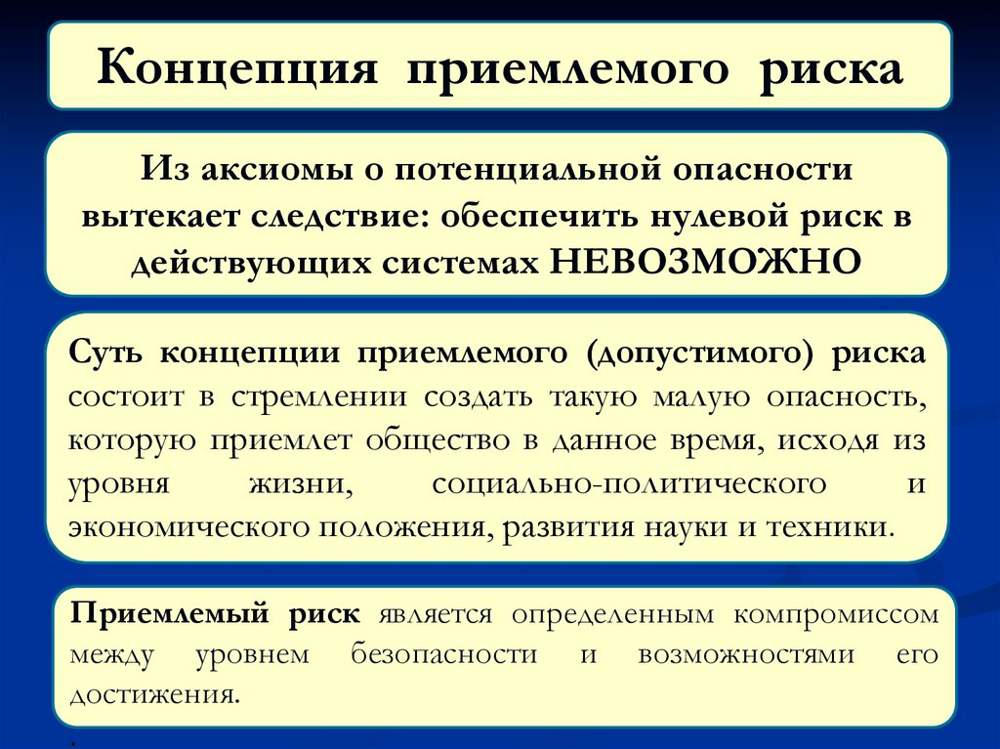 Концепция приемлемого риска
Из аксиомы о потенциальной опасности
вытекает следствие: обеспечить нулевой риск в
действующих системах НЕВОЗМОЖНО
Суть концепции приемлемого (допустимого) риска
состоит в стремлении создать такую малую опасность,
которую приемлет общество в данное время, исходя из
уровня жизни, социально-политического и
экономического положения, развития науки и техники.
Приемлемый риск является определенным компромиссом
между уровнем безопасности и возможностями его
достижения.
.